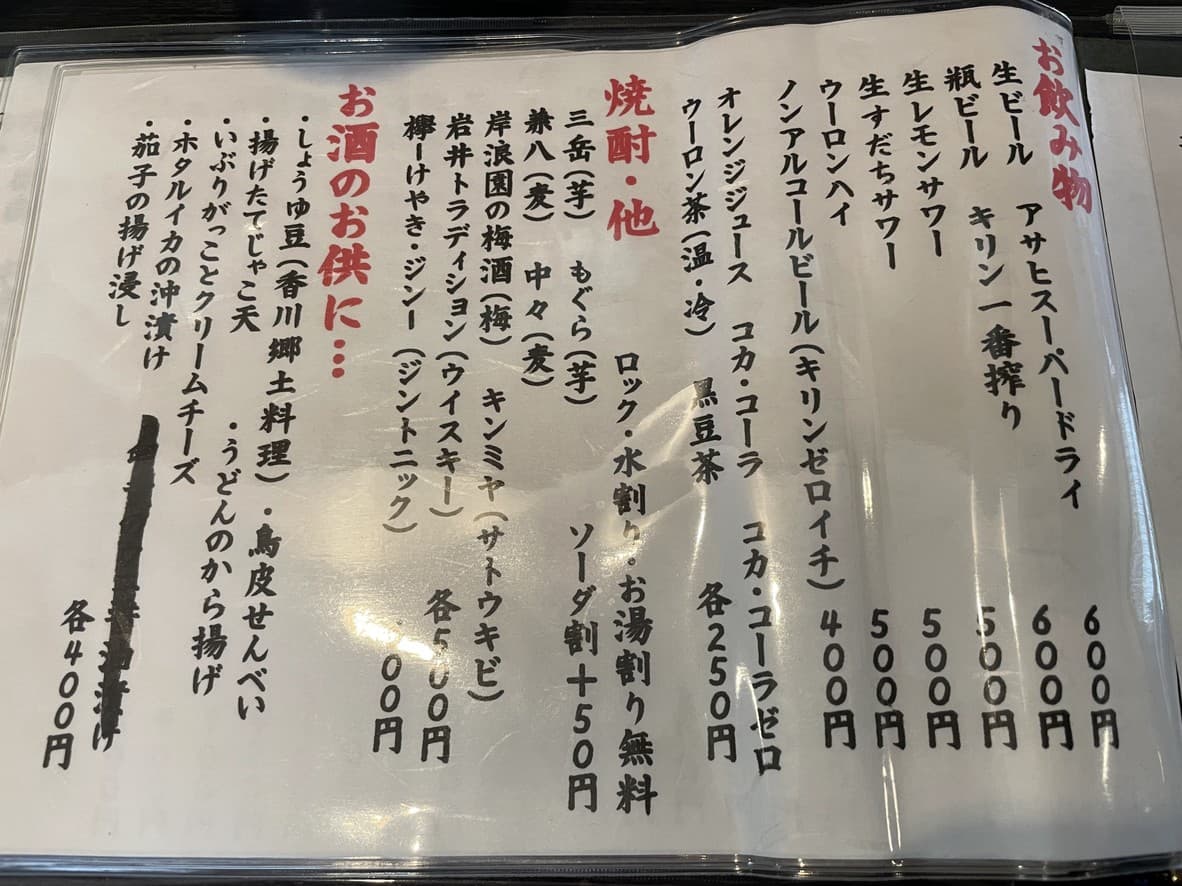 お飲み物
生ビール　アサヒスーパードライ　600円
瓶ビール　キリン一番搾り　600円
生レモンサワー　500円
生すだちサワー　500円
ウーロンハイ　500円
ノンアルコールビール（キリンゼロイチ）　400円
オレンジジュース　コカ・コーラ　コカ・コーラゼロ
ウーロン茶（温・冷）　黒豆茶　各250円
焼酎・他
ロック・水割り・お湯割り無料
ソーダ割＋50円
三岳（芋）　もぐら（芋）
兼八（麦）　中々（麦）
岸浪園の梅酒（梅）　キンミヤ（サトウキビ）
岩井トラディション（ウイスキー）　各500円
欅ーけやき・ジンー（ジントニック）　00円
お酒のお供に…
・しょうゆ豆（香川郷土料理）・鳥皮せんべい
・揚げたてじゃこ天　・うどんのから揚げ
・いぶりがっことクリームチーズ
・ホタルイカの沖漬け
・茄子の揚げ浸し
各400円